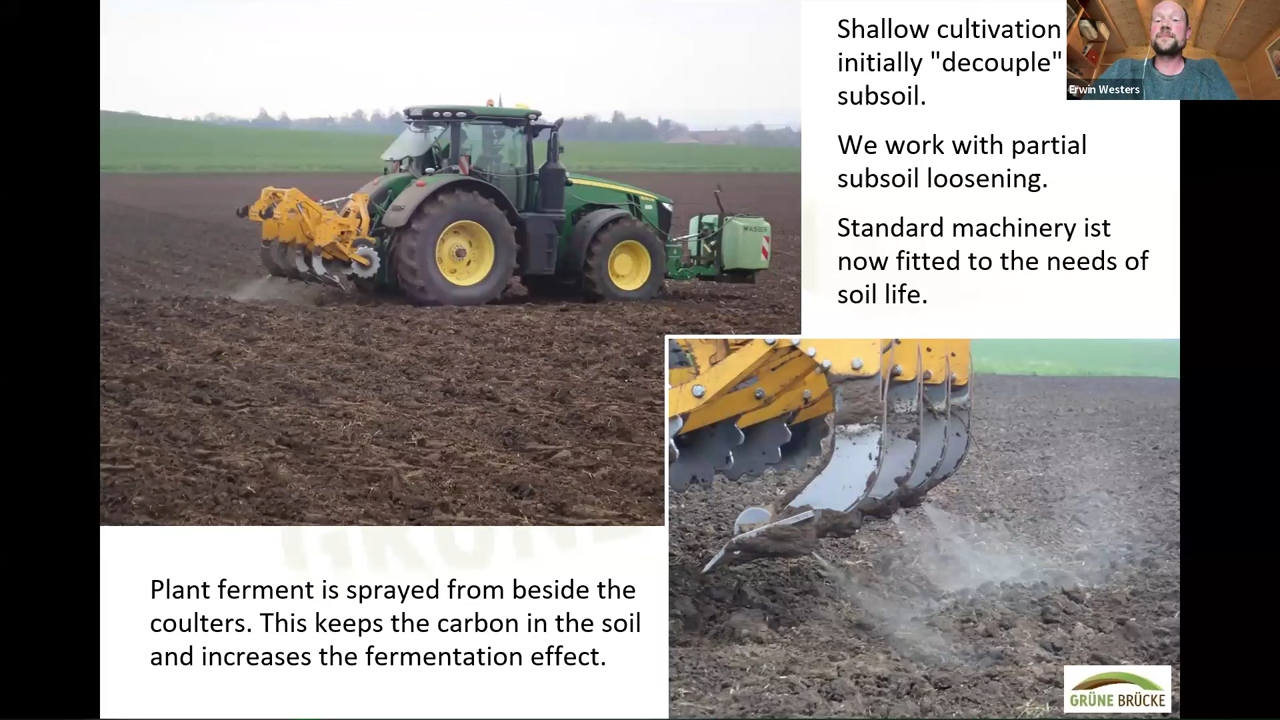 Shallow cultivation
initially "decouple"
subsoil.
Erwin Westers
We work with partial
subsoil loosening.
Standard machinery ist
now fitted to the needs of
soil life.
WASSER
Plant ferment is sprayed from beside the
coulters. This keeps the carbon in the soil
and increases the fermentation effect.
GRÜNE BRÜCKE